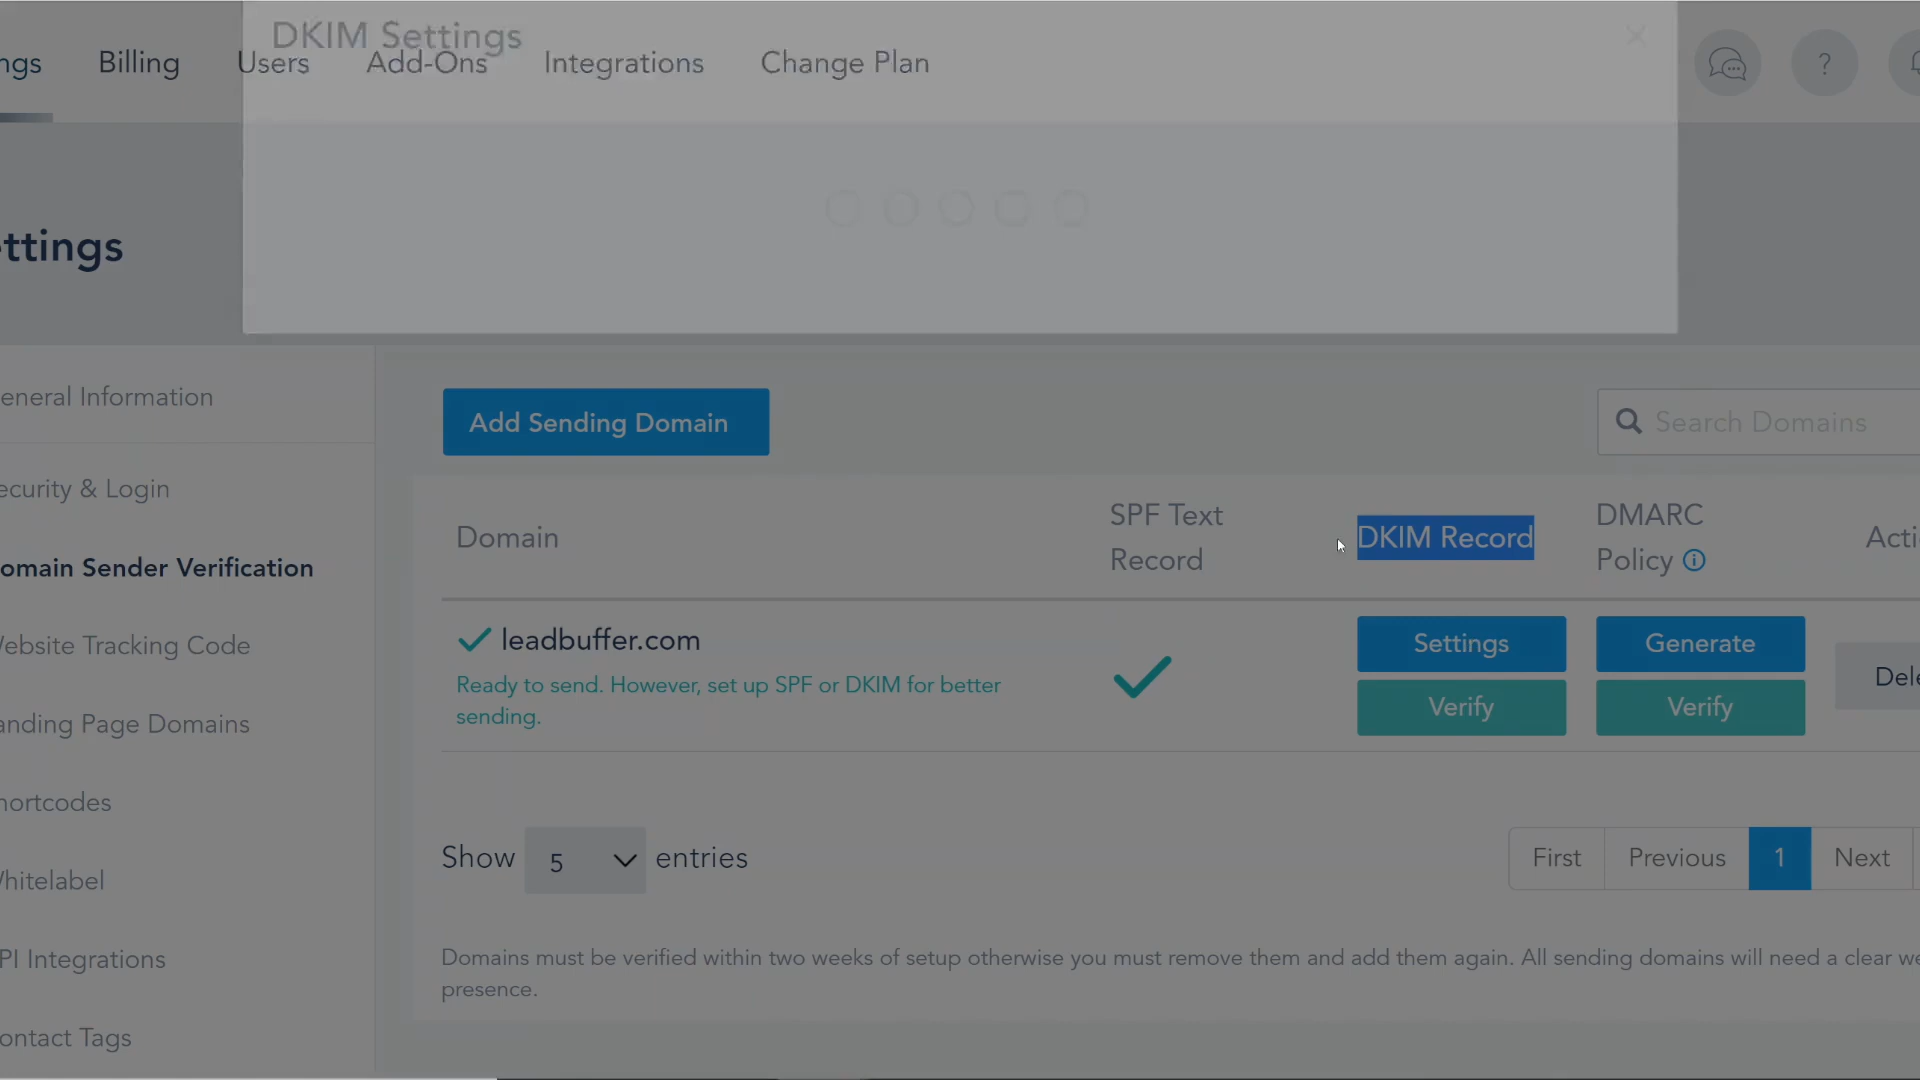 DKIM Settings
ngs Billing Users Add-Ons Integrations Change Plan ?
ttings
eneral Information
ecurity & Login
omain Sender Verification
ebsite Tracking Code
anding Page Domains
hortcodes
hitelabel
PI Integrations
ontact Tags
Add Sending Domain
Search Domains
Domain
SPF Text
Record
DKIM Record
DMARC
Policy
Acti
leadbuffer.com
Ready to send. However, set up SPF or DKIM for better
sending.
Settings
Verify
Generate
Verify
Dele
Show 5 entries
First Previous 1 Next
Domains must be verified within two weeks of setup otherwise you must remove them and add them again. All sending domains will need a clear we
presence.